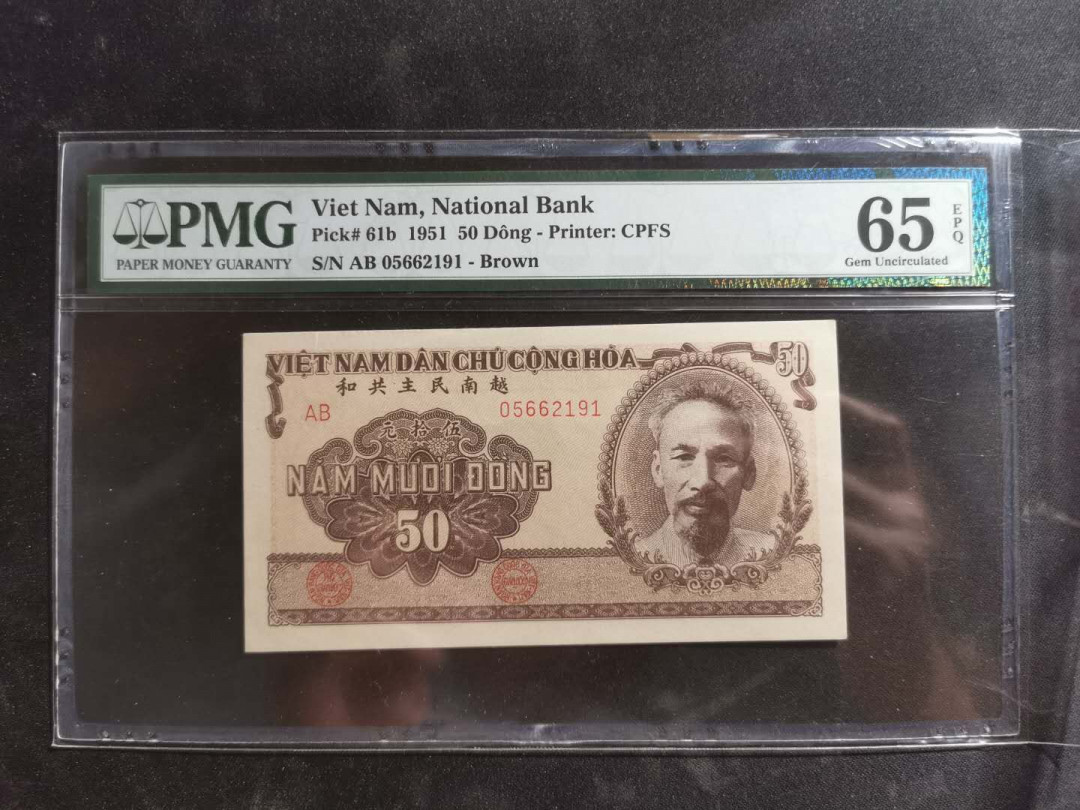 PMG
PAPER MONEY GUARANTY
Viet Nam, National Bank
Pick# 61b 1951 50 Dông - Printer: CPFS
S/N AB 05662191 - Brown
65
EPQ
Gem Uncirculated
VIỆT NAM DÂN CHỦ CỘNG HÒA
50
和共主民南越
AB
05662191
元拾伍
NĂM MƯƠI ĐỒNG
50